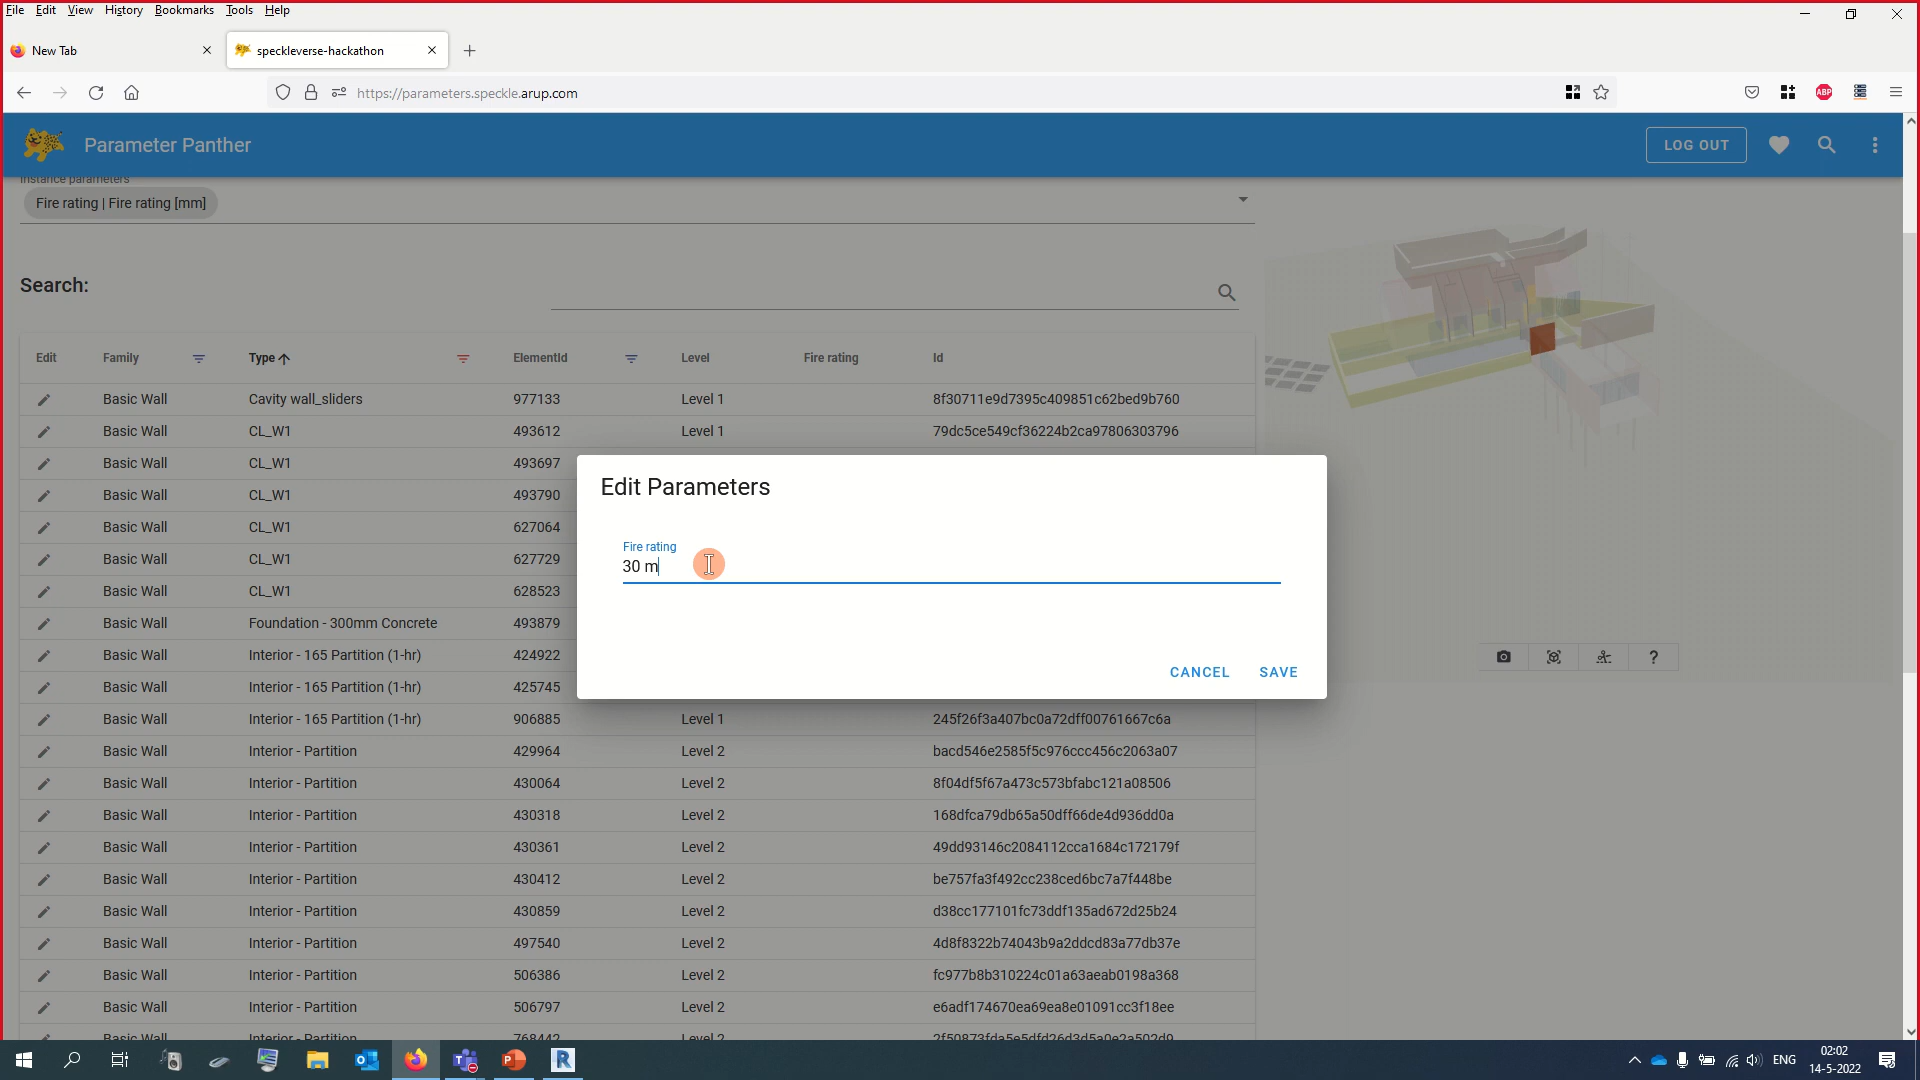 File Edit View History Bookmarks Tools Help
New Tab speckleverse-hackathon
https://parameters.speckle.arup.com ABP
Parameter Panther LOG OUT
Instance parameters
Fire rating | Fire rating [mm]
Search:
Edit Family Type ElementId Level Fire rating Id
Basic Wall Cavity wall_sliders 977133 Level 1 8f30711e9d7395c409851c62bed9b760
Basic Wall CL_W1 493612 Level 1 79dc5ce549cf36224b2ca97806303796
Basic Wall CL_W1 493697
Basic Wall CL_W1 493790
Basic Wall CL_W1 627064
Basic Wall CL_W1 627729
Basic Wall CL_W1 628523
Basic Wall Foundation - 300mm Concrete 493879
Basic Wall Interior - 165 Partition (1-hr) 424922
Basic Wall Interior - 165 Partition (1-hr) 425745
Basic Wall Interior - 165 Partition (1-hr) 906885 Level 1 245f26f3a407bc0a72dff00761667c6a
Basic Wall Interior - Partition 429964 Level 2 bacd546e2585f5c976ccc456c2063a07
Basic Wall Interior - Partition 430064 Level 2 8f04df5f67a473c573bfabc121a08506
Basic Wall Interior - Partition 430318 Level 2 168dfca79db65a50dff66de4d936dd0a
Basic Wall Interior - Partition 430361 Level 2 49dd93146c2084112cca1684c172179f
Basic Wall Interior - Partition 430412 Level 2 be757fa3f492cc238ced6bc7a7f448be
Basic Wall Interior - Partition 430859 Level 2 d38cc177101fc73ddf135ad672d25b24
Basic Wall Interior - Partition 497540 Level 2 4d8f8322b74043b9a2ddcd83a77db37e
Basic Wall Interior - Partition 506386 Level 2 fc977b8b310224c01a63aeab0198a368
Basic Wall Interior - Partition 506797 Level 2 e6adf174670ea69ea8e01091cc3f18ee
Basic Wall Interior - Partition 768442 Level 2
Edit Parameters
Fire rating
30 m
CANCEL SAVE
?
ENG 02:02
14-5-2022